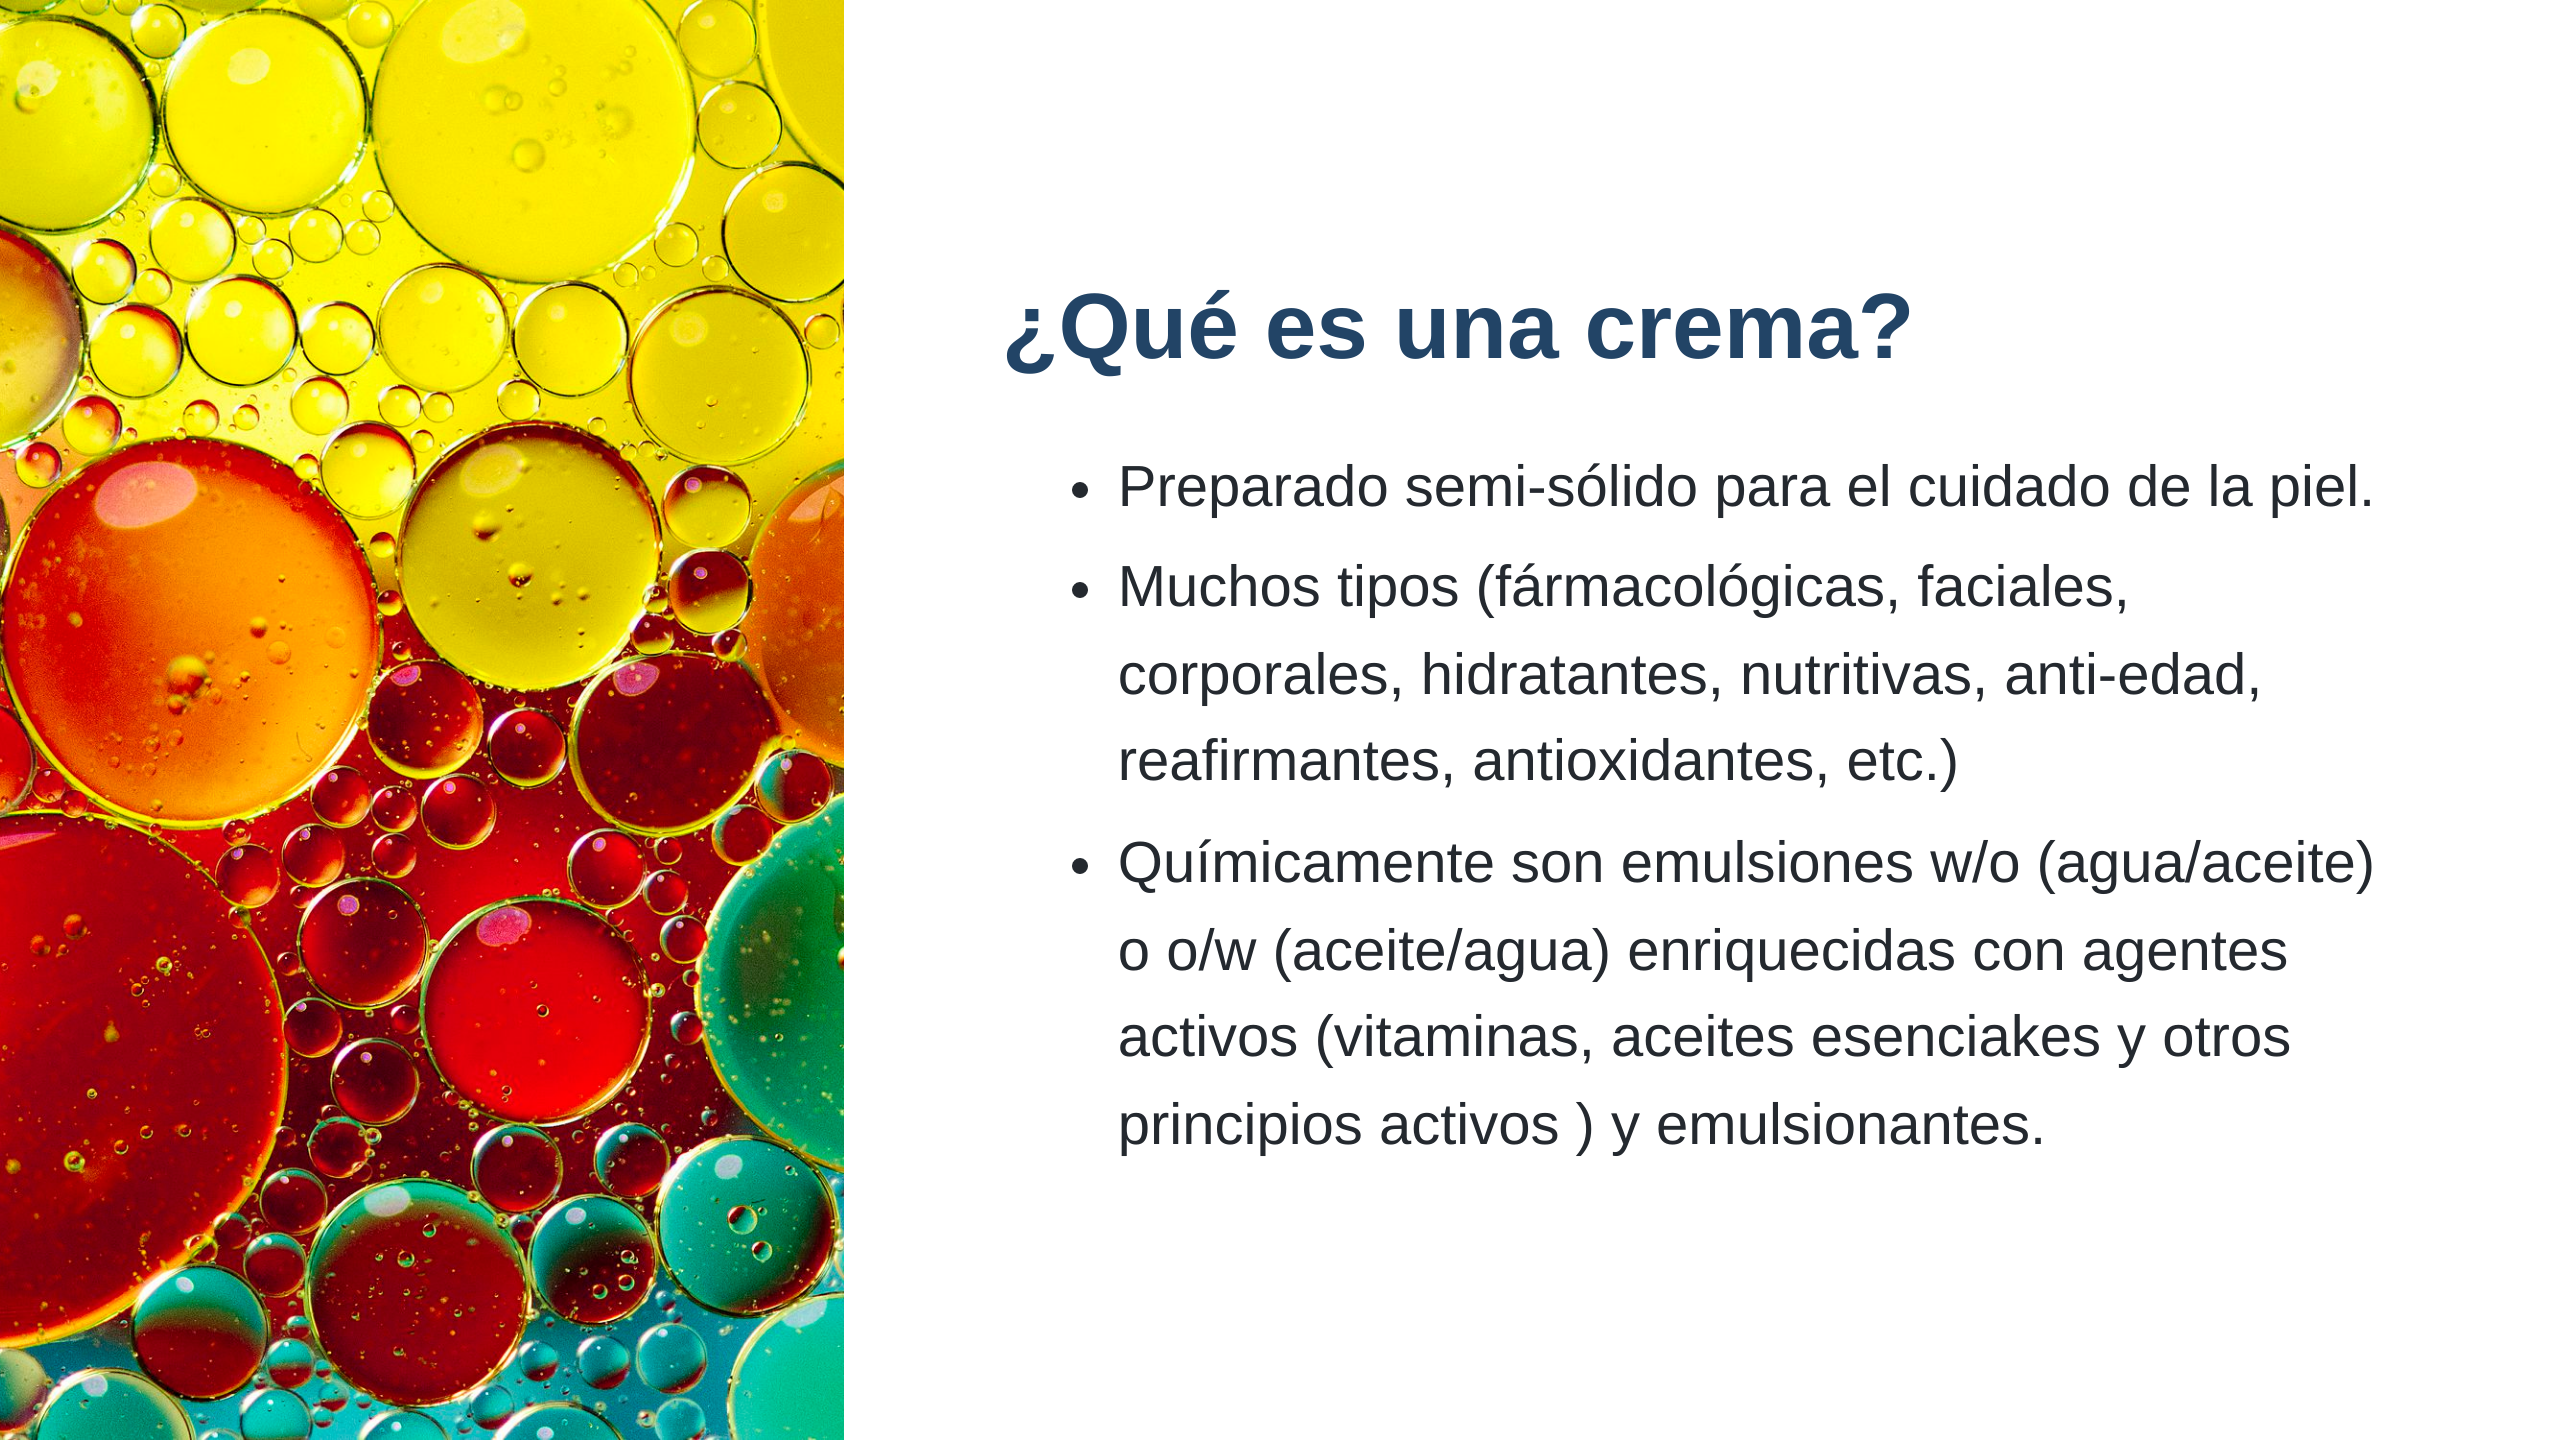 ¿Qué es una crema?
• Preparado semi-sólido para el cuidado de la piel.
• Muchos tipos (fármacológicas, faciales,
corporales, hidratantes, nutritivas, anti-edad,
reafirmantes, antioxidantes, etc.)
• Químicamente son emulsiones w/o (agua/aceite)
o o/w (aceite/agua) enriquecidas con agentes
activos (vitaminas, aceites esenciakes y otros
principios activos ) y emulsionantes.